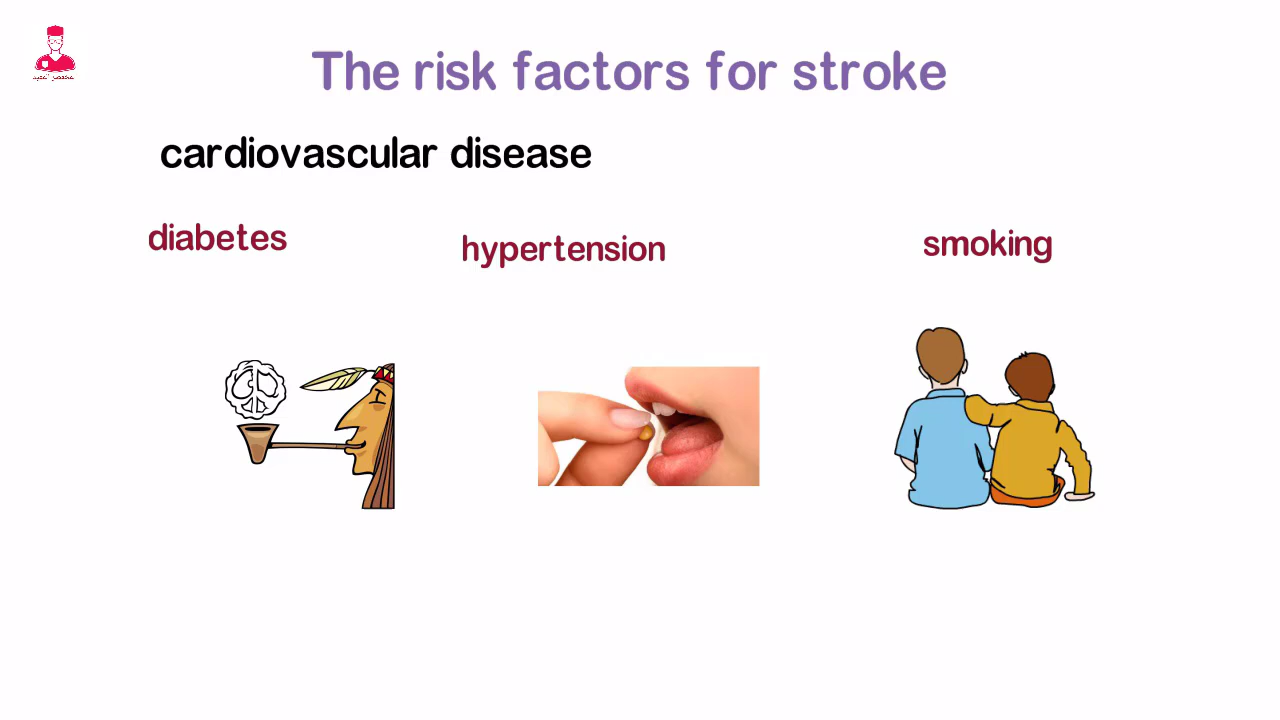 The risk factors for stroke
cardiovascular disease
diabetes
hypertension
smoking